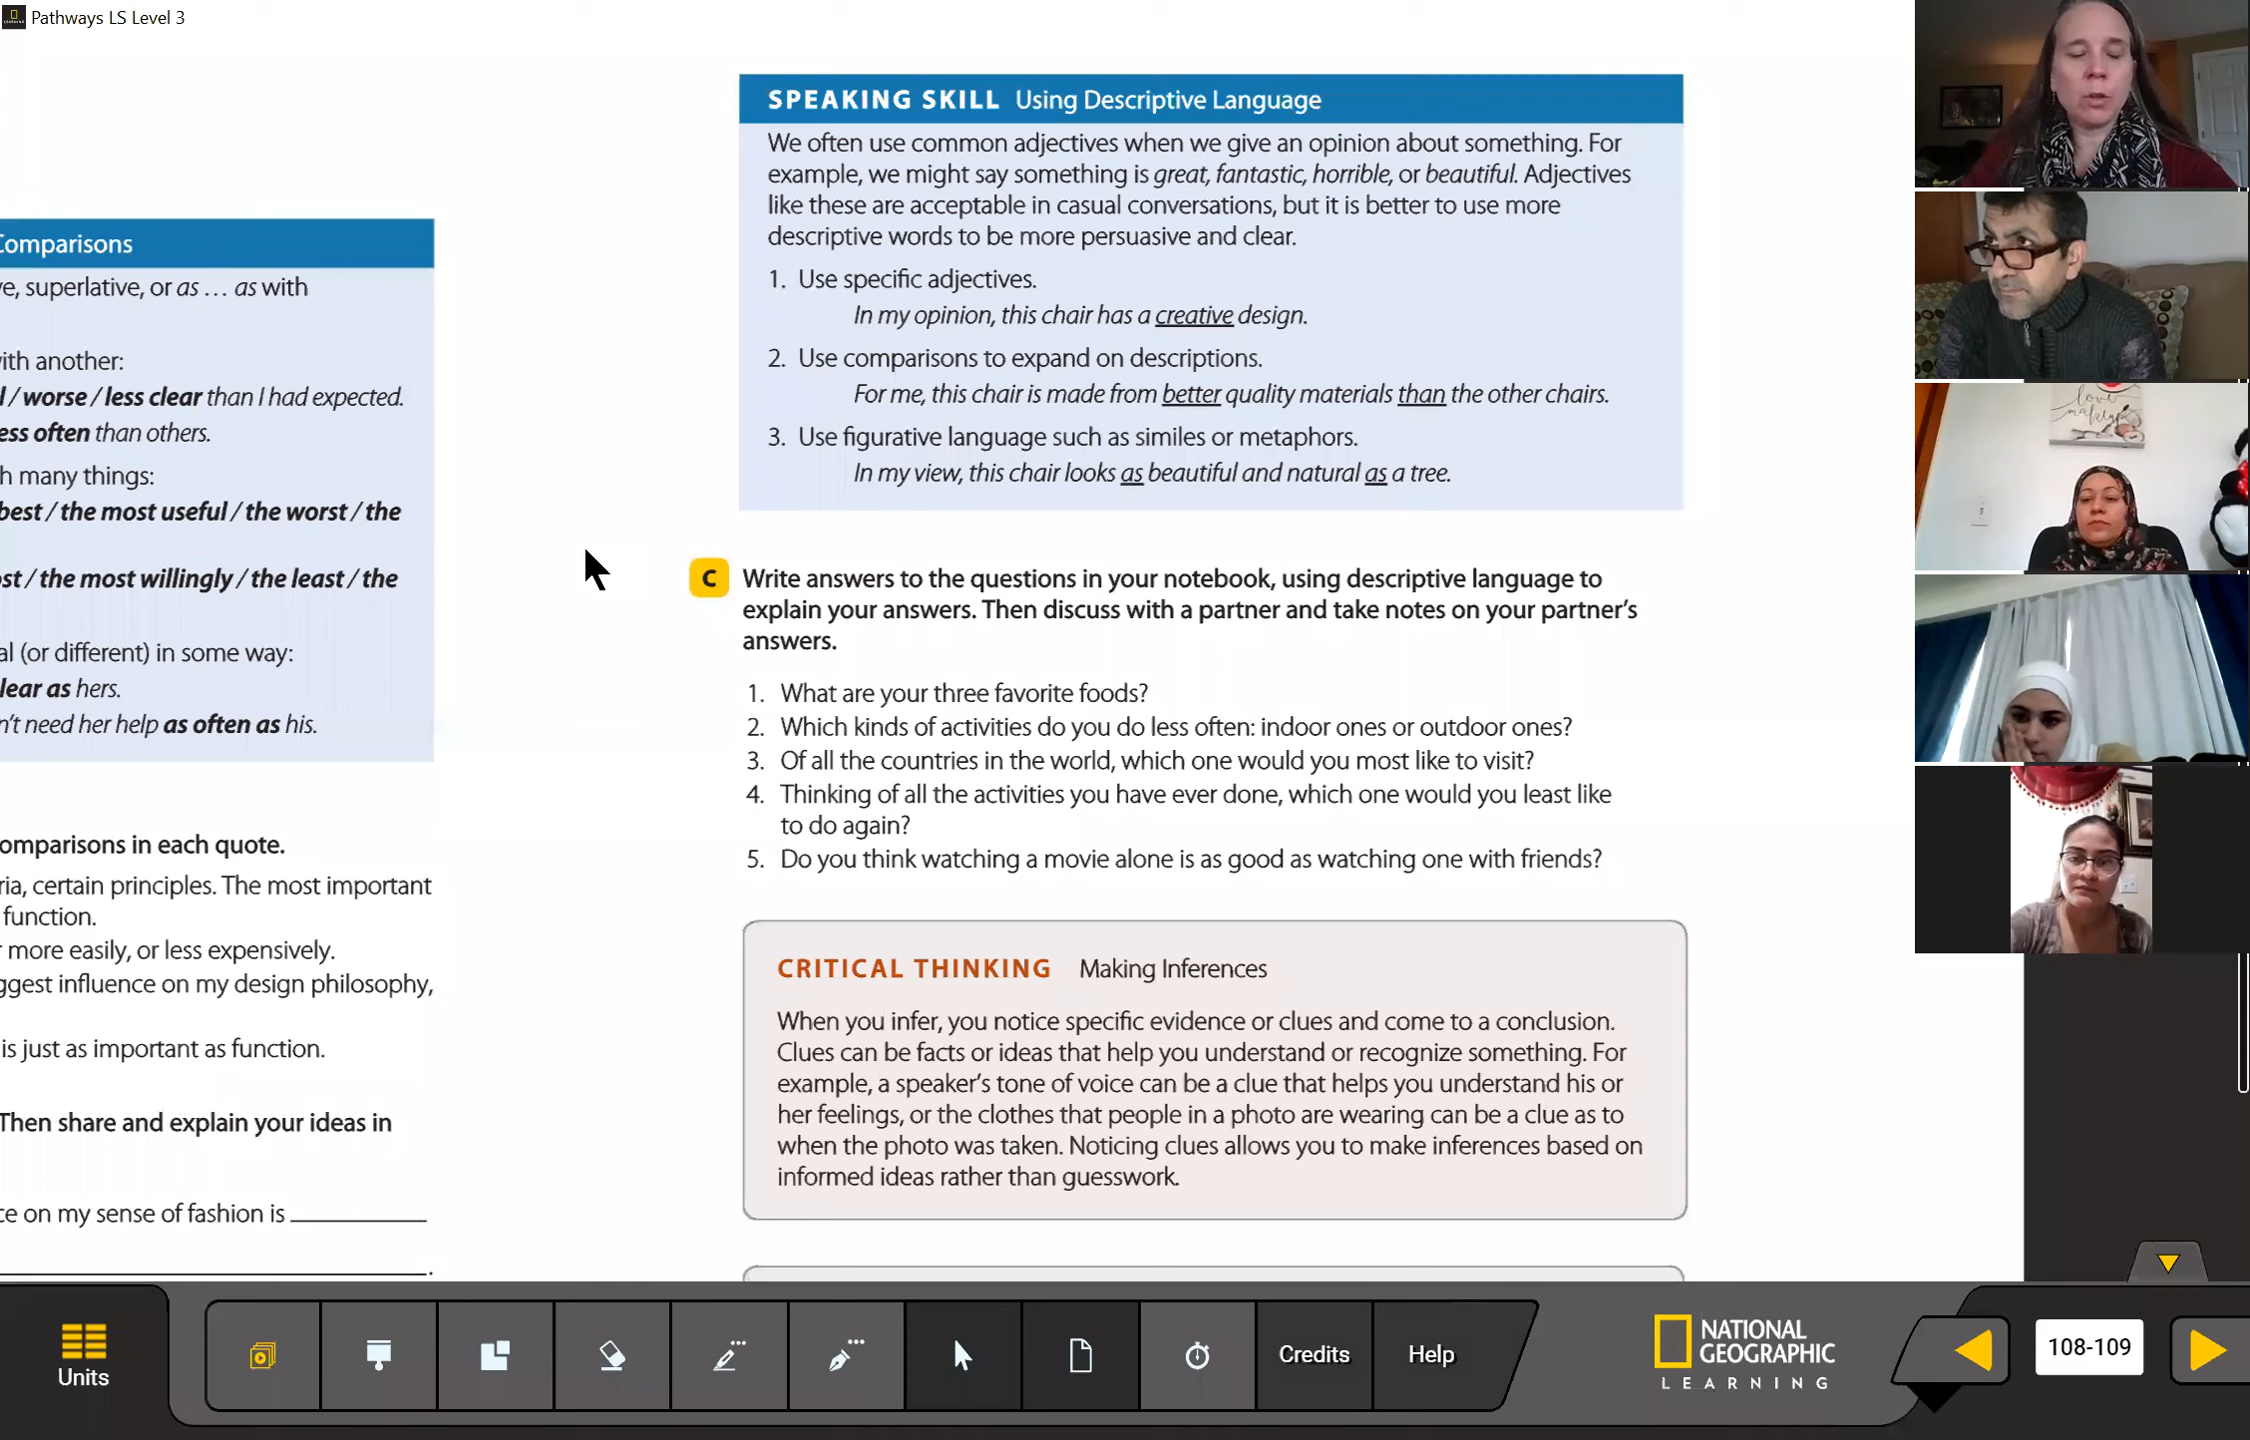 Pathways LS Level 3
Comparisons
ve, superlative, or as … as with
with another:
l / worse / less clear than I had expected.
ess often than others.
h many things:
best / the most useful / the worst / the
ost / the most willingly / the least / the
al (or different) in some way:
lear as hers.
n't need her help as often as his.
omparisons in each quote.
ria, certain principles. The most important
function.
r more easily, or less expensively.
ggest influence on my design philosophy,
is just as important as function.
Then share and explain your ideas in
ce on my sense of fashion is
SPEAKING SKILL Using Descriptive Language
We often use common adjectives when we give an opinion about something. For
example, we might say something is great, fantastic, horrible, or beautiful. Adjectives
like these are acceptable in casual conversations, but it is better to use more
descriptive words to be more persuasive and clear.
1. Use specific adjectives.
In my opinion, this chair has a creative design.
2. Use comparisons to expand on descriptions.
For me, this chair is made from better quality materials than the other chairs.
3. Use figurative language such as similes or metaphors.
In my view, this chair looks as beautiful and natural as a tree.
C Write answers to the questions in your notebook, using descriptive language to
explain your answers. Then discuss with a partner and take notes on your partner's
answers.
1. What are your three favorite foods?
2. Which kinds of activities do you do less often: indoor ones or outdoor ones?
3. Of all the countries in the world, which one would you most like to visit?
4. Thinking of all the activities you have ever done, which one would you least like
to do again?
5. Do you think watching a movie alone is as good as watching one with friends?
CRITICAL THINKING Making Inferences
When you infer, you notice specific evidence or clues and come to a conclusion.
Clues can be facts or ideas that help you understand or recognize something. For
example, a speaker's tone of voice can be a clue that helps you understand his or
her feelings, or the clothes that people in a photo are wearing can be a clue as to
when the photo was taken. Noticing clues allows you to make inferences based on
informed ideas rather than guesswork.
love
Units
Credits
Help
NATIONAL
GEOGRAPHIC
LEARNING
108-109